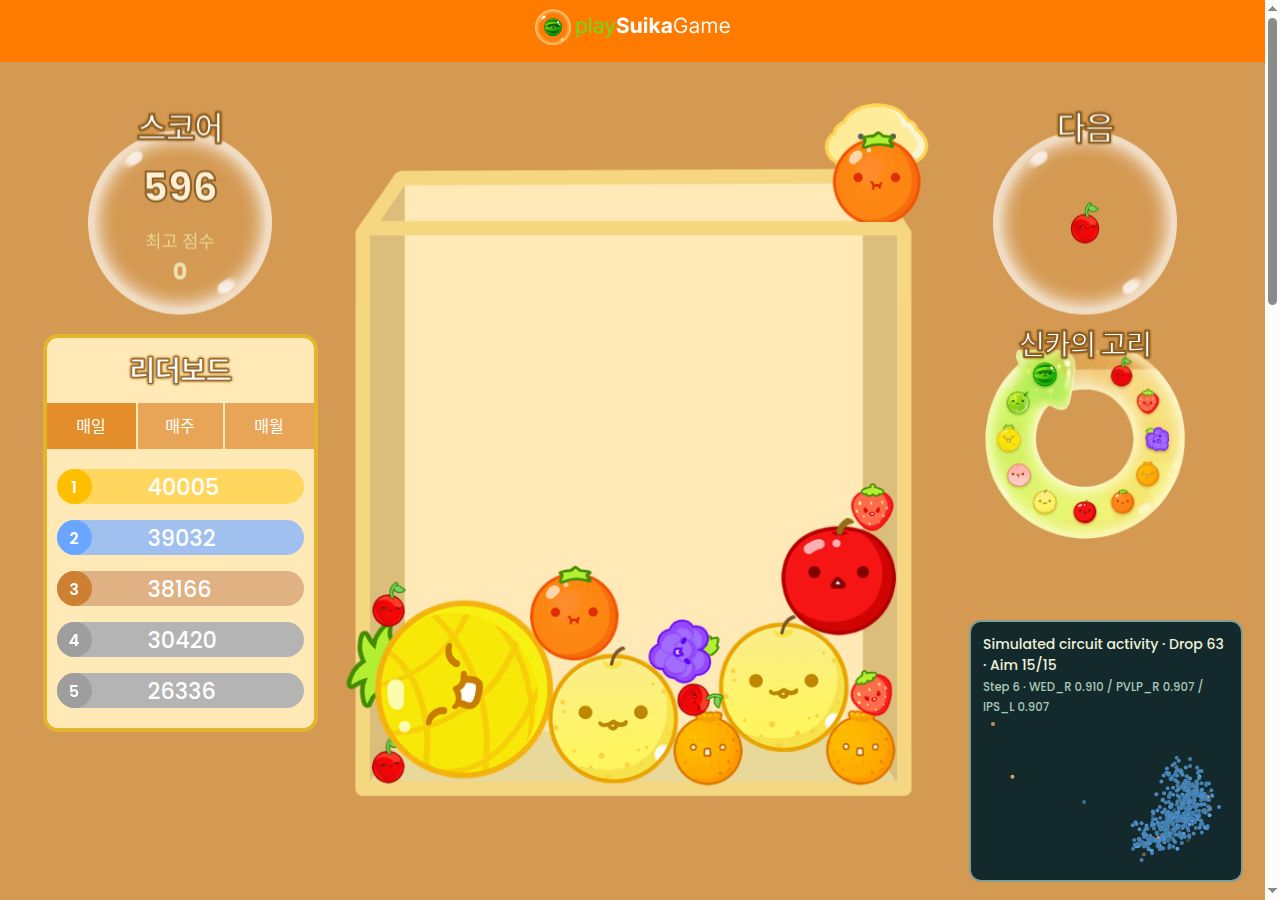 playSuikaGame
스코어
596
최고 점수
0
리더보드
매일 매주 매월
1 40005
2 39032
3 38166
4 30420
5 26336
다음
신카의 고리
Simulated circuit activity · Drop 63
· Aim 15/15
Step 6 · WED_R 0.910 / PVLP_R 0.907 /
IPS_L 0.907